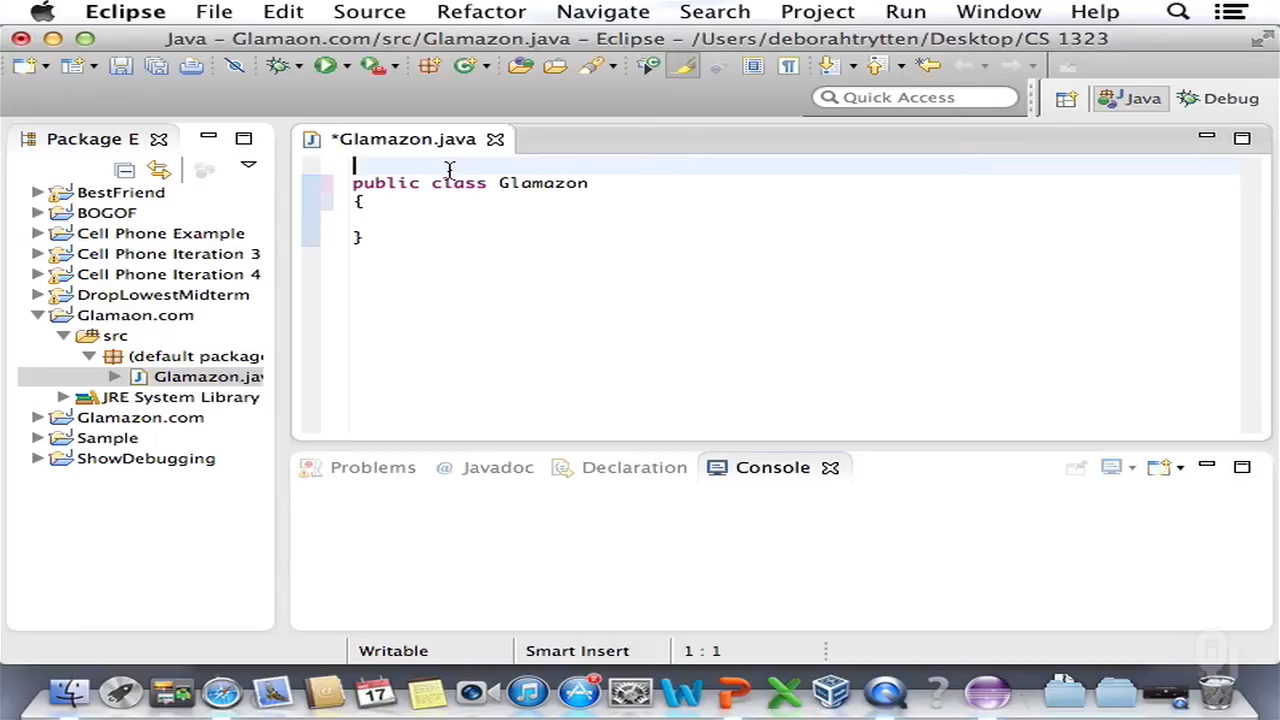 Eclipse File Edit Source Refactor Navigate Search Project Run Window Help
Java – Glamaon.com/src/Glamazon.java – Eclipse – /Users/deborahtrytten/Desktop/CS 1323
Quick Access
Java
Debug
Package E
BestFriend
BOGOF
Cell Phone Example
Cell Phone Iteration 3
Cell Phone Iteration 4
DropLowestMidterm
Glamaon.com
src
(default package
Glamazon.jav
JRE System Library
Glamazon.com
Sample
ShowDebugging
*Glamazon.java
public class Glamazon
{
}
Problems @ Javadoc Declaration Console
Writable Smart Insert 1 : 1
17